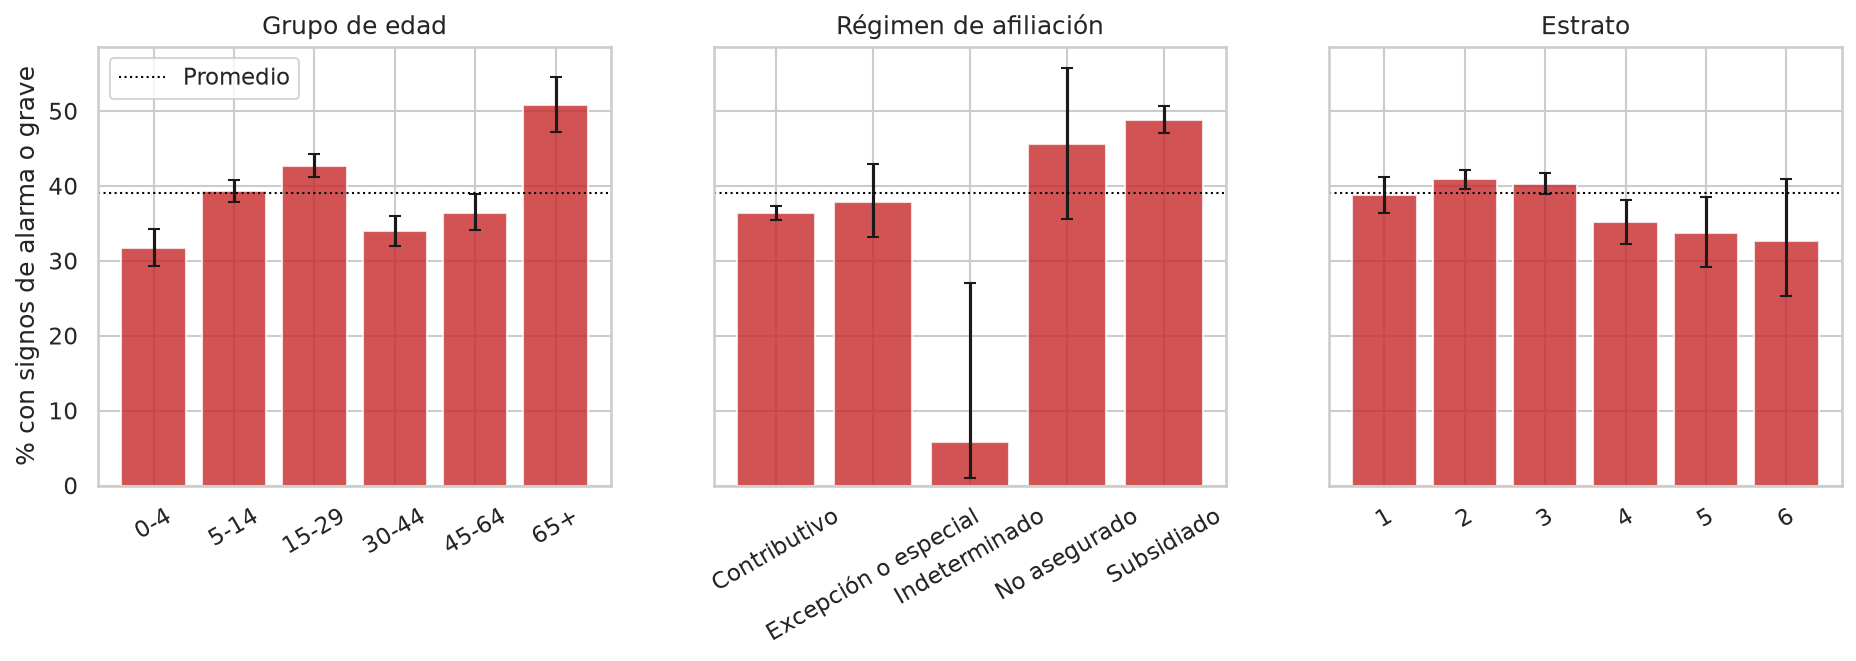 Grupo de edad
Régimen de afiliación
Estrato
Promedio
% con signos de alarma o grave
50
40
30
20
10
0
0-4
5-14
15-29
30-44
45-64
65+
Contributivo
Excepción o especial
Indeterminado
No asegurado
Subsidiado
1
2
3
4
5
6